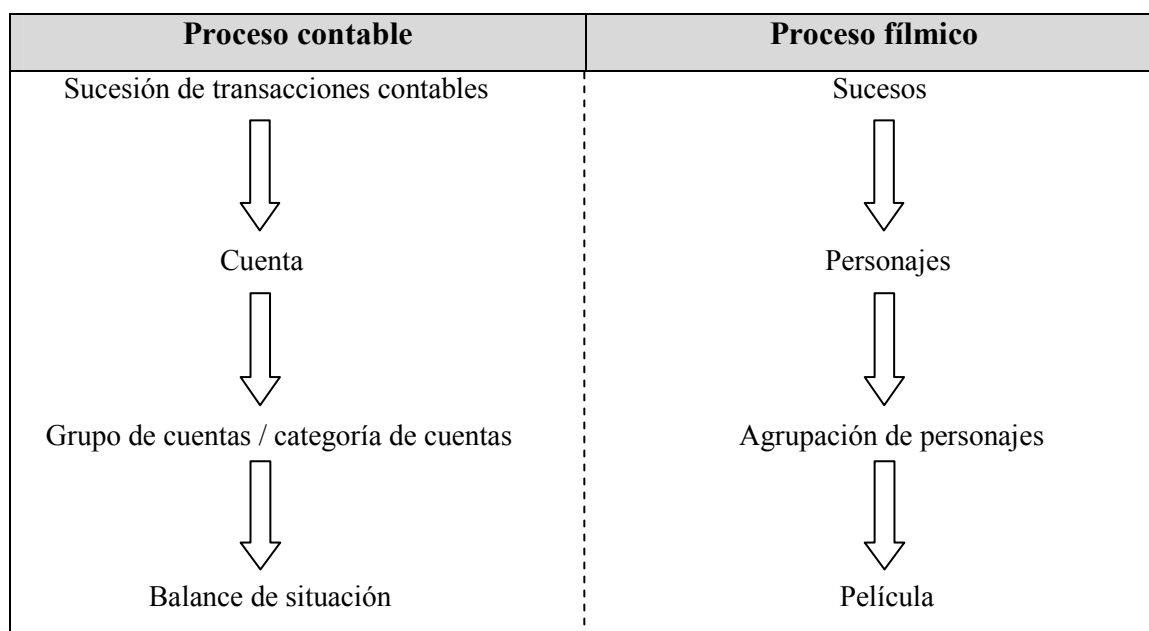 Proceso contable
Proceso fílmico
Sucesión de transacciones contables
Sucesos
Cuenta
Personajes
Grupo de cuentas / categoría de cuentas
Agrupación de personajes
Balance de situación
Película